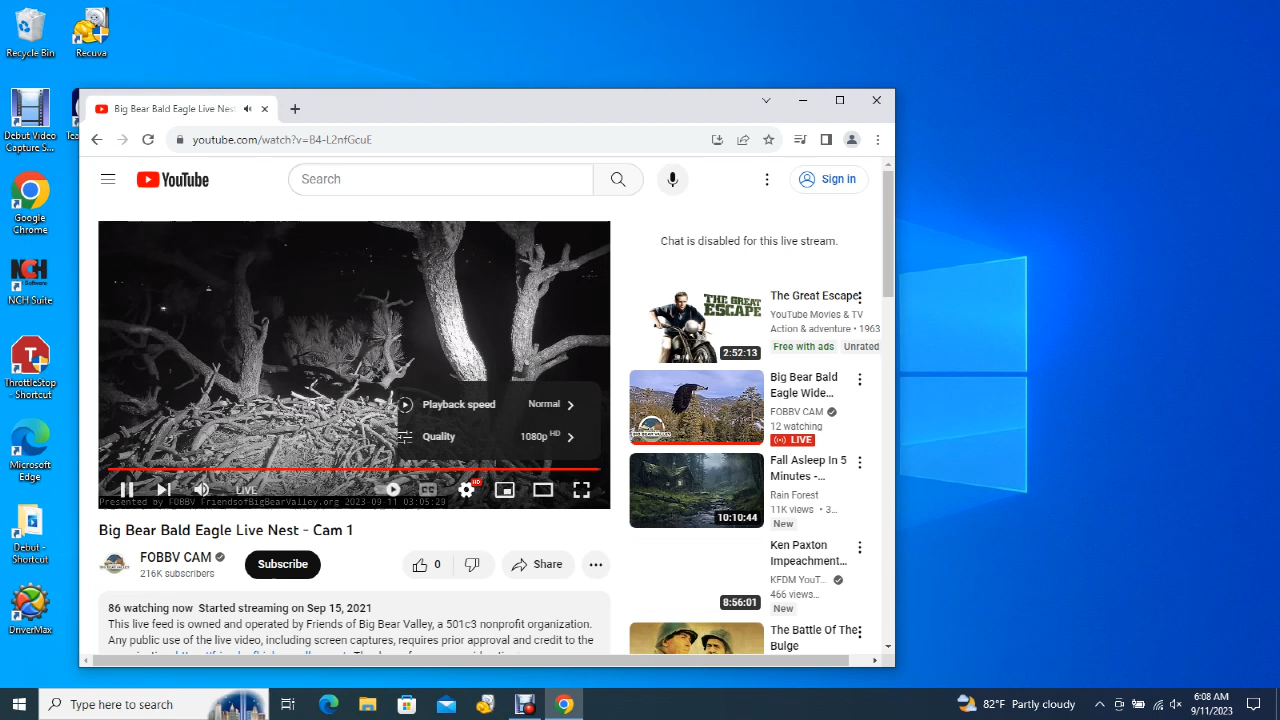 Recycle Bin
Recuva
Debut Video
Capture S...
Google
Chrome
NCH
Software
NCH Suite
ThrottleStop
- Shortcut
Microsoft
Edge
Debut -
Shortcut
DriverMax
Big Bear Bald Eagle Live Nest
youtube.com/watch?v=B4-L2nfGcuE
YouTube
Search
Sign in
Playback speed
Normal
Quality
1080p HD
LIVE
HD
Presented by FOBBV FriendsofBigBearValley.org 2023-09-11 03:05:29
Big Bear Bald Eagle Live Nest - Cam 1
FOBBV CAM
216K subscribers
Subscribe
0
Share
86 watching now Started streaming on Sep 15, 2021
This live feed is owned and operated by Friends of Big Bear Valley, a 501c3 nonprofit organization.
Any public use of the live video, including screen captures, requires prior approval and credit to the
Chat is disabled for this live stream.
THE GREAT
ESCAPE
2:52:13
The Great Escape
YouTube Movies & TV
Action & adventure • 1963
Free with ads Unrated
Big Bear Bald
Eagle Wide...
FOBBV CAM
12 watching
LIVE
10:10:44
Fall Asleep In 5
Minutes -...
Rain Forest
11K views • 3...
New
8:56:01
Ken Paxton
Impeachment...
KFDM YouT...
466 views...
New
The Battle Of The
Bulge
Type here to search
82°F Partly cloudy
6:08 AM
9/11/2023